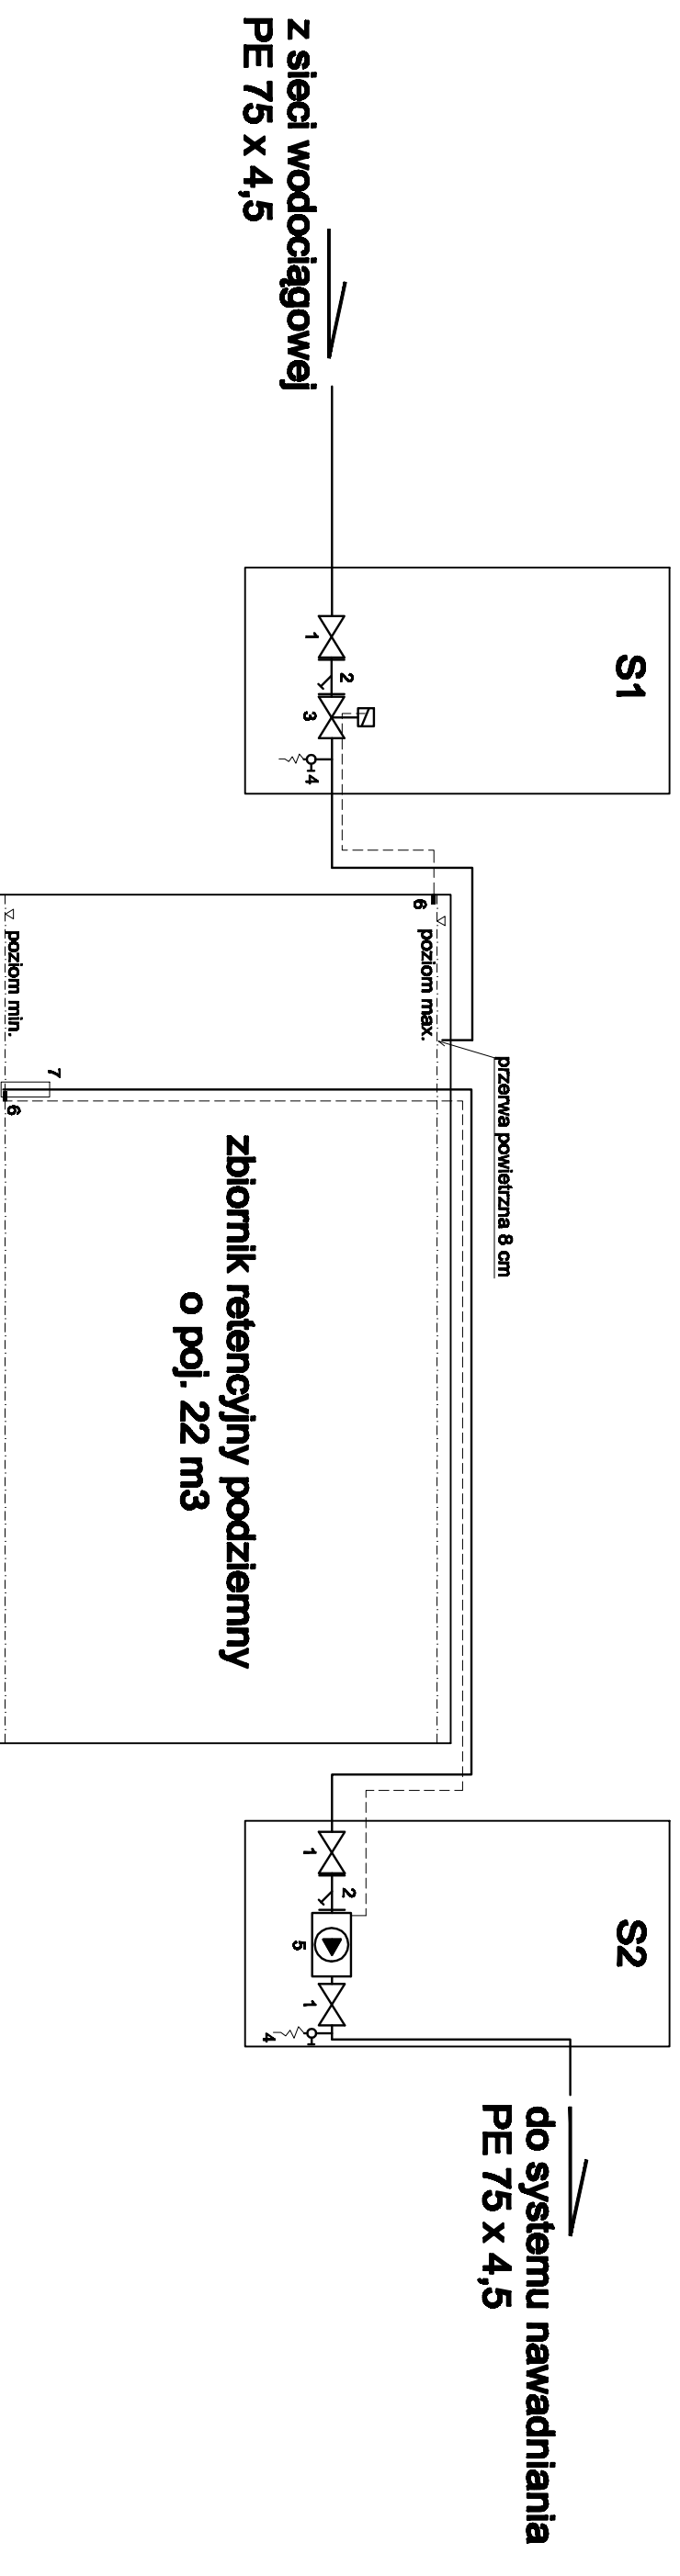 z sieci wodociągowej
PE 75 x 4,5
S1
1
2
3
4
6
poziom max.
poziom min.
przerwa powietrzna 8 cm
7
6
zbiornik retencyjny podziemny
o poj. 22 m3
S2
1
2
5
1
4
do systemu nawadniania
PE 75 x 4,5